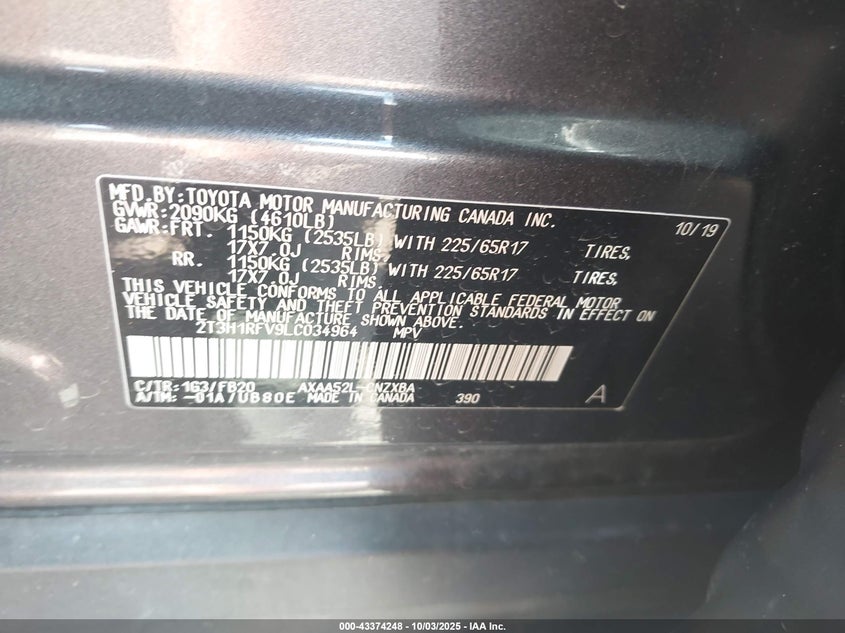 MFD. BY: TOYOTA MOTOR MANUFACTURING CANADA INC.
GVWR: 2090KG (4610LB) 10/19
GAWR: FRT. 1150KG (2535LB) WITH 225/65R17 TIRES,
17X7.0J RIMS,
RR. 1150KG (2535LB) WITH 225/65R17 TIRES,
17X7.0J RIMS.
THIS VEHICLE CONFORMS TO ALL APPLICABLE FEDERAL MOTOR
VEHICLE SAFETY AND THEFT PREVENTION STANDARDS IN EFFECT ON
THE DATE OF MANUFACTURE SHOWN ABOVE.
2T3H1RFV9LC034964 MPV
C/TR: 1G3/FB20 AXAA52L-CNZXBA
A/TM: -01A/UB80E MADE IN CANADA 390 A
000-43374248 - 10/03/2025 - IAA Inc.